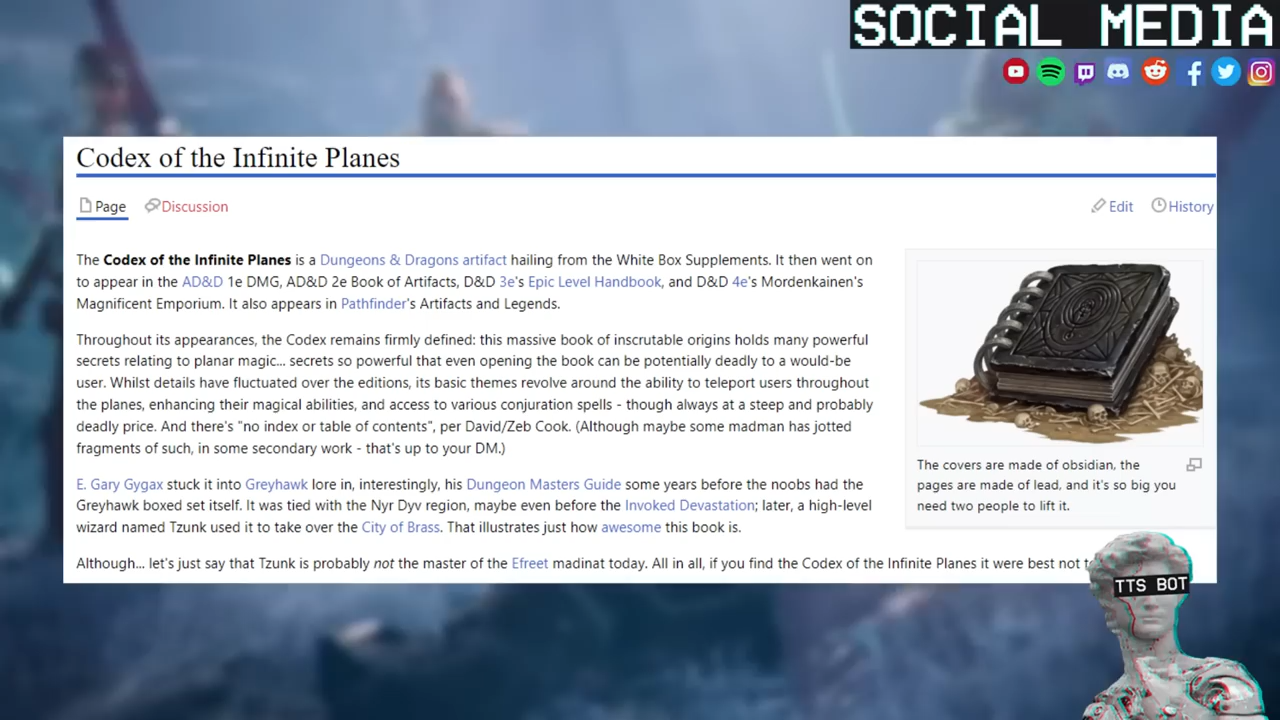 SOCIAL MEDIA
Codex of the Infinite Planes
Page
Discussion
Edit
History
The Codex of the Infinite Planes is a Dungeons & Dragons artifact hailing from the White Box Supplements. It then went on
to appear in the AD&D 1e DMG, AD&D 2e Book of Artifacts, D&D 3e's Epic Level Handbook, and D&D 4e's Mordenkainen's
Magnificent Emporium. It also appears in Pathfinder's Artifacts and Legends.
Throughout its appearances, the Codex remains firmly defined: this massive book of inscrutable origins holds many powerful
secrets relating to planar magic... secrets so powerful that even opening the book can be potentially deadly to a would-be
user. Whilst details have fluctuated over the editions, its basic themes revolve around the ability to teleport users throughout
the planes, enhancing their magical abilities, and access to various conjuration spells - though always at a steep and probably
deadly price. And there's "no index or table of contents", per David/Zeb Cook. (Although maybe some madman has jotted
fragments of such, in some secondary work - that's up to your DM.)
E. Gary Gygax stuck it into Greyhawk lore in, interestingly, his Dungeon Masters Guide some years before the noobs had the
Greyhawk boxed set itself. It was tied with the Nyr Dyv region, maybe even before the Invoked Devastation; later, a high-level
wizard named Tzunk used it to take over the City of Brass. That illustrates just how awesome this book is.
Although... let's just say that Tzunk is probably not the master of the Efreet madinat today. All in all, if you find the Codex of the Infinite Planes it were best not
The covers are made of obsidian, the
pages are made of lead, and it's so big you
need two people to lift it.
TTS BOT